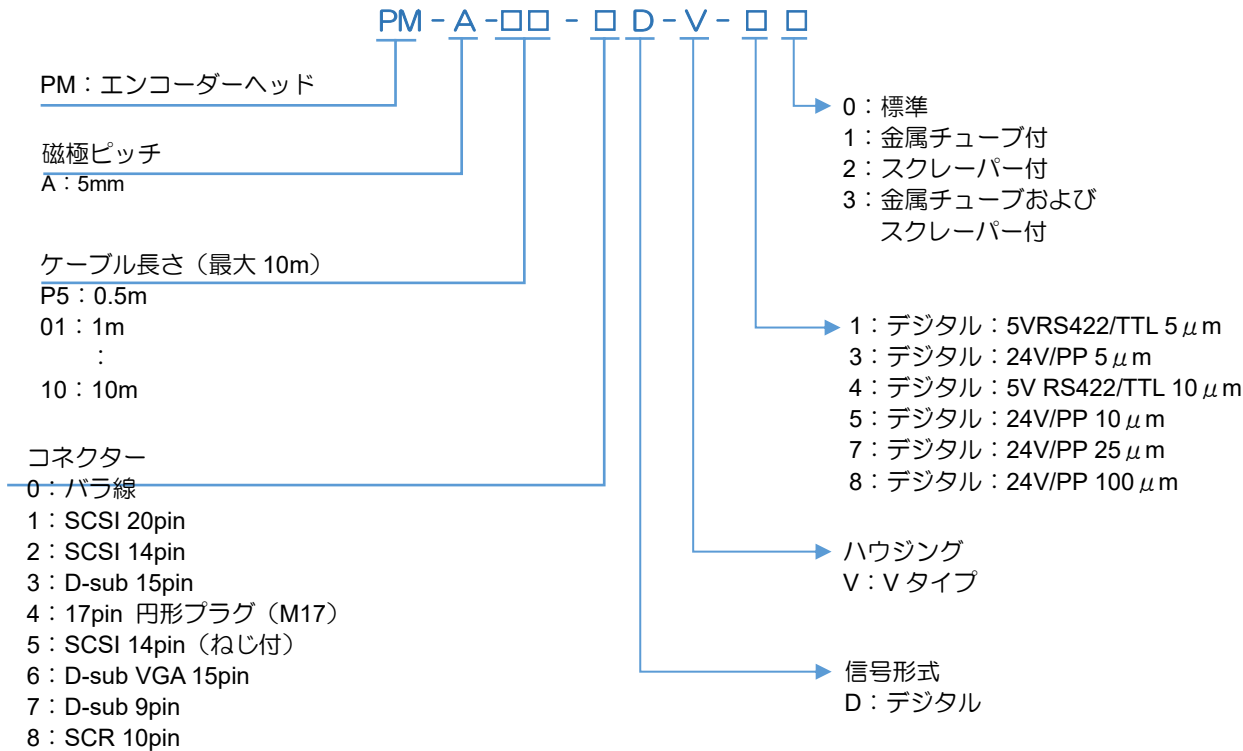 PM-A-□□-□D-V-□□
PM：エンコーダーヘッド
磁極ピッチ
A：5mm
ケーブル長さ（最大 10m）
P5：0.5m
01：1m
：
10：10m
コネクター
0：バラ線
1：SCSI 20pin
2：SCSI 14pin
3：D-sub 15pin
4：17pin 円形プラグ（M17）
5：SCSI 14pin（ねじ付）
6：D-sub VGA 15pin
7：D-sub 9pin
8：SCR 10pin
0：標準
1：金属チューブ付
2：スクレーパー付
3：金属チューブおよび
スクレーパー付
1：デジタル：5VRS422/TTL 5μm
3：デジタル：24V/PP 5μm
4：デジタル：5V RS422/TTL 10μm
5：デジタル：24V/PP 10μm
7：デジタル：24V/PP 25μm
8：デジタル：24V/PP 100μm
ハウジング
V：V タイプ
信号形式
D：デジタル